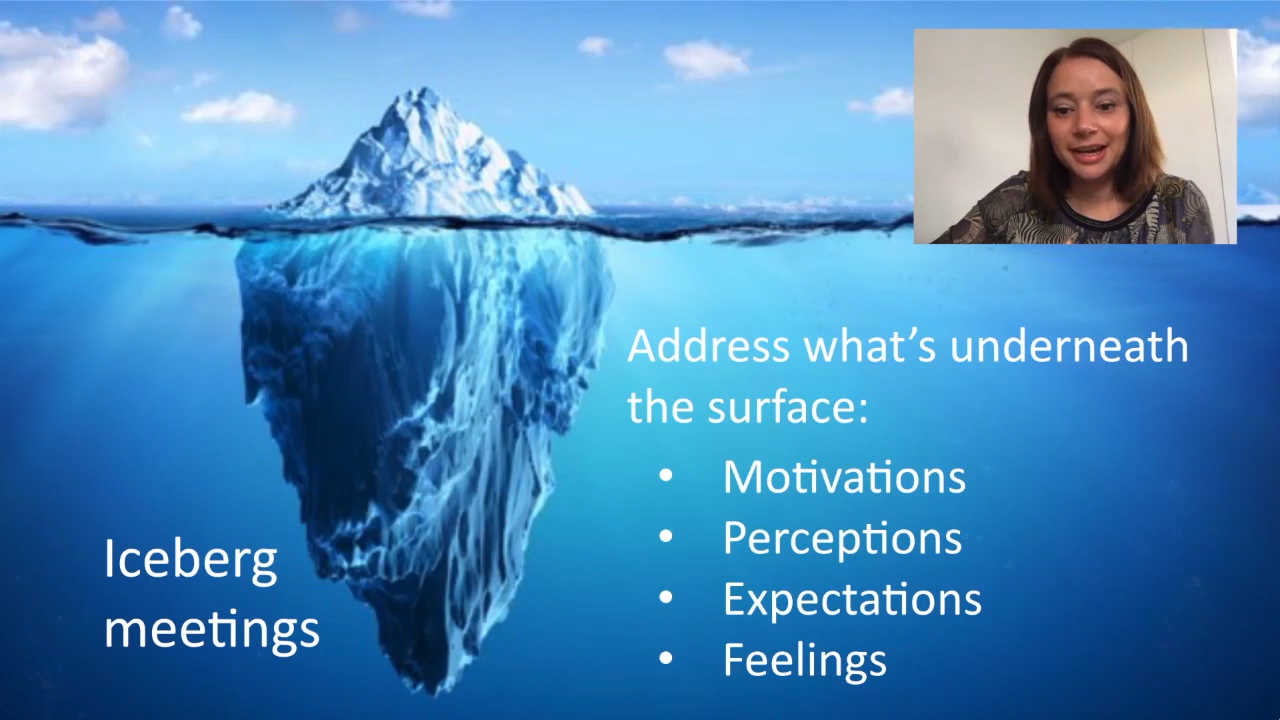 Address what’s underneath
the surface:
• Motivations
• Perceptions
• Expectations
• Feelings
Iceberg
meetings